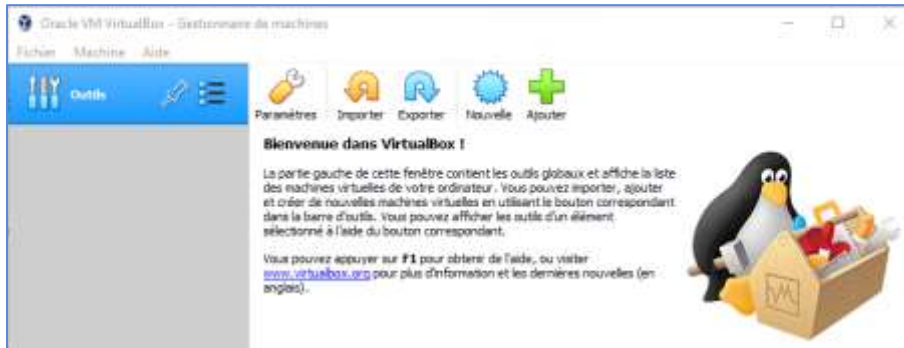 Oracle VM VirtualBox - Gestionnaire de machines
Fichier Machine Aide
Outils
Paramètres Importer Exporter Nouvelle Ajouter
Bienvenue dans VirtualBox !
La partie gauche de cette fenêtre contient les outils globaux et affiche la liste
des machines virtuelles de votre ordinateur. Vous pouvez importer, ajouter
et créer de nouvelles machines virtuelles en utilisant le bouton correspondant
dans la barre d'outils. Vous pouvez afficher les outils d'un élément
sélectionné à l'aide du bouton correspondant.
Vous pouvez appuyer sur F1 pour obtenir de l'aide, ou visiter
www.virtualbox.org pour plus d'information et les dernières nouvelles (en
anglais).